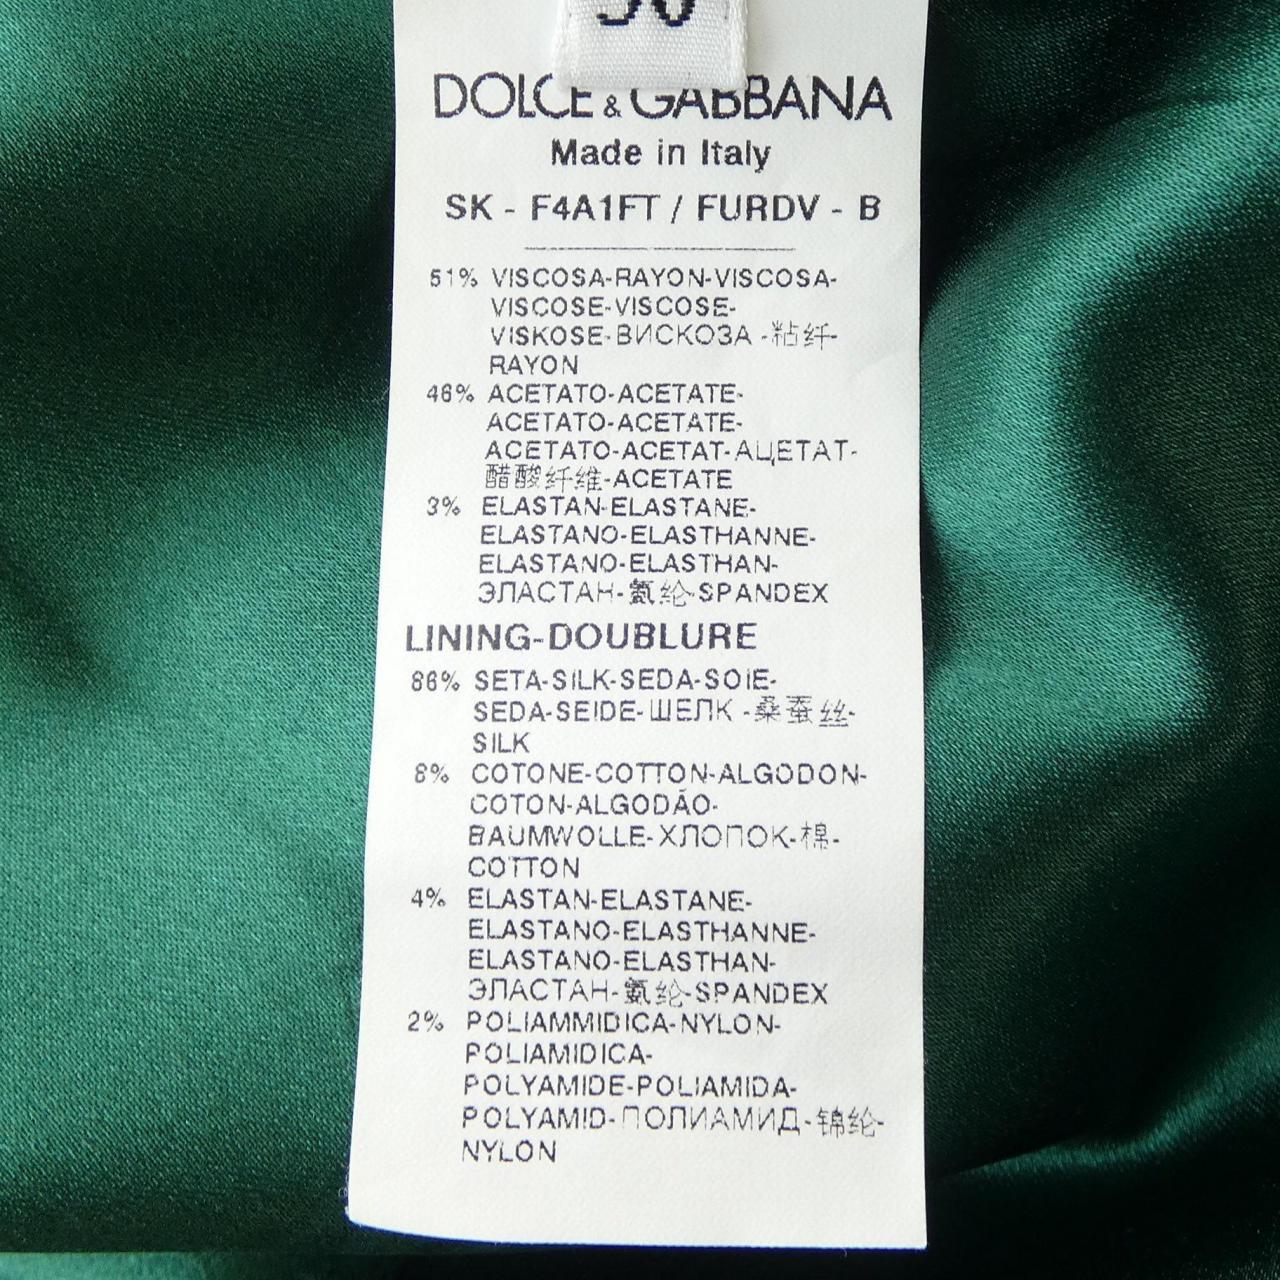 DOLCE & GABBANA
Made in Italy
SK - F4A1FT / FURDV - B
51% VISCOSA-RAYON-VISCOSA-
VISCOSE-VISCOSE-
VISKOSE-ВИСКОЗА-粘纤-
RAYON
46% ACETATO-ACETATE-
ACETATO-ACETATE-
ACETATO-ACETAT-АЦЕТАТ-
醋酸纤维-ACETATE
3% ELASTAN-ELASTANE-
ELASTANO-ELASTHANNE-
ELASTANO-ELASTHAN-
ЭЛАСТАН-氨纶-SPANDEX
LINING-DOUBLURE
86% SETA-SILK-SEDA-SOIE-
SEDA-SEIDE-ШЕЛК-桑蚕丝-
SILK
8% COTONE-COTTON-ALGODON-
COTON-ALGODÃO-
BAUMWOLLE-ХЛОПОК-棉-
COTTON
4% ELASTAN-ELASTANE-
ELASTANO-ELASTHANNE-
ELASTANO-ELASTHAN-
ЭЛАСТАН-氨纶-SPANDEX
2% POLIAMMIDICA-NYLON-
POLIAMIDICA-
POLYAMIDE-POLIAMIDA-
POLYAMID-ПОЛИАМИД-锦纶-
NYLON